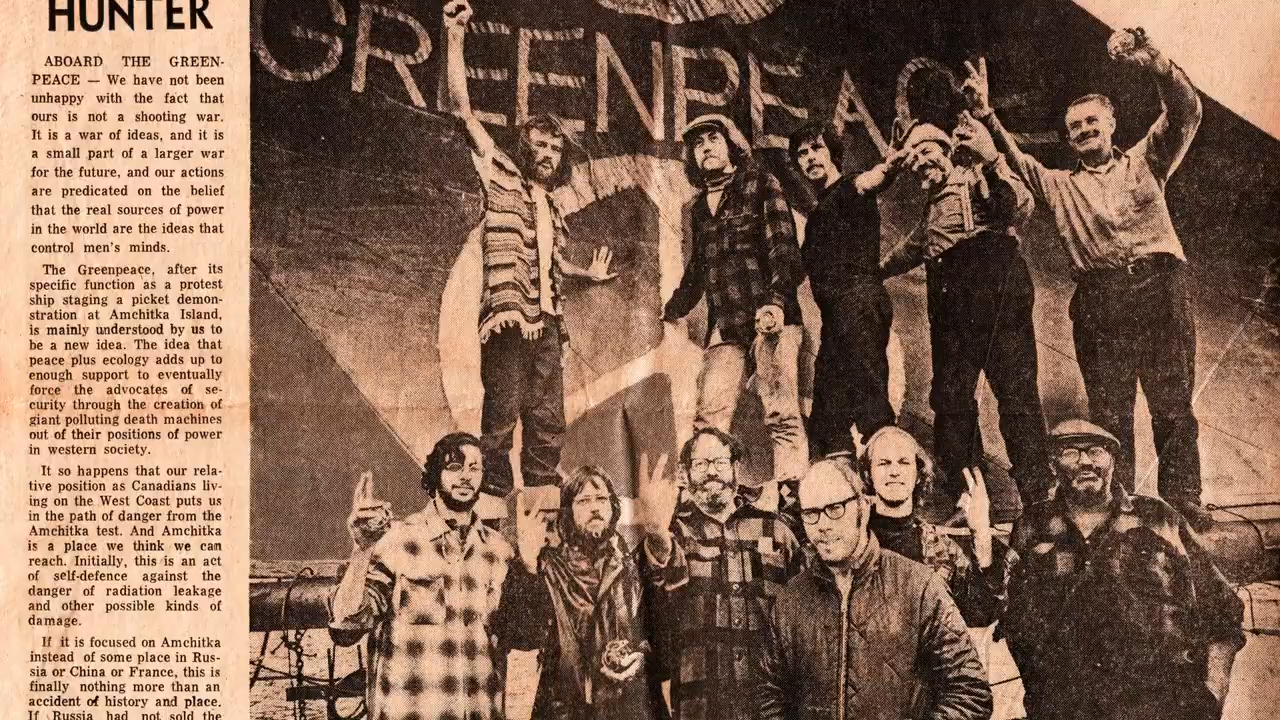 HUNTER
ABOARD THE GREEN-
PEACE — We have not been
unhappy with the fact that
ours is not a shooting war.
It is a war of ideas, and it is
a small part of a larger war
for the future, and our actions
are predicated on the belief
that the real sources of power
in the world are the ideas that
control men's minds.
The Greenpeace, after its
specific function as a protest
ship staging a picket demon-
stration at Amchitka Island,
is mainly understood by us to
be a new idea. The idea that
peace plus ecology adds up to
enough support to eventually
force the advocates of se-
curity through the creation of
giant polluting death machines
out of their positions of power
in western society.
It so happens that our rela-
tive position as Canadians liv-
ing on the West Coast puts us
in the path of danger from the
Amchitka test. And Amchitka
is a place we think we can
reach. Initially, this is an act
of self-defence against the
danger of radiation leakage
and other possible kinds of
damage.
If it is focused on Amchitka
instead of some place in Rus-
sia or China or France, this is
finally nothing more than an
accident of history and place.
If Russia had not sold the
GREENPEACE